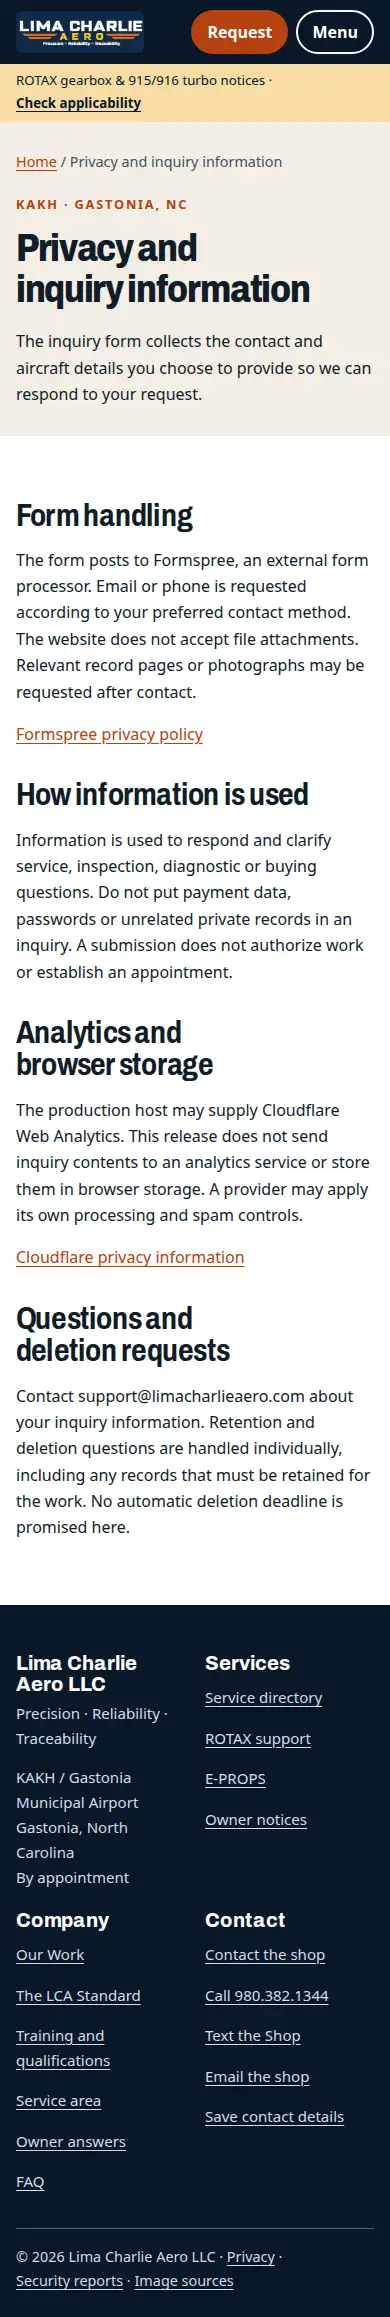 LIMA CHARLIE
AERO
Precision · Reliability · Traceability
Request
Menu
ROTAX gearbox & 915/916 turbo notices ·
Check applicability
Home / Privacy and inquiry information
KAKH · GASTONIA, NC
Privacy and
inquiry information
The inquiry form collects the contact and
aircraft details you choose to provide so we can
respond to your request.
Form handling
The form posts to Formspree, an external form
processor. Email or phone is requested
according to your preferred contact method.
The website does not accept file attachments.
Relevant record pages or photographs may be
requested after contact.
Formspree privacy policy
How information is used
Information is used to respond and clarify
service, inspection, diagnostic or buying
questions. Do not put payment data,
passwords or unrelated private records in an
inquiry. A submission does not authorize work
or establish an appointment.
Analytics and
browser storage
The production host may supply Cloudflare
Web Analytics. This release does not send
inquiry contents to an analytics service or store
them in browser storage. A provider may apply
its own processing and spam controls.
Cloudflare privacy information
Questions and
deletion requests
Contact support@limacharlieaero.com about
your inquiry information. Retention and
deletion questions are handled individually,
including any records that must be retained for
the work. No automatic deletion deadline is
promised here.
Lima Charlie
Aero LLC
Precision · Reliability ·
Traceability
KAKH / Gastonia
Municipal Airport
Gastonia, North
Carolina
By appointment
Services
Service directory
ROTAX support
E-PROPS
Owner notices
Company
Our Work
The LCA Standard
Training and
qualifications
Service area
Owner answers
FAQ
Contact
Contact the shop
Call 980.382.1344
Text the Shop
Email the shop
Save contact details
© 2026 Lima Charlie Aero LLC · Privacy ·
Security reports · Image sources